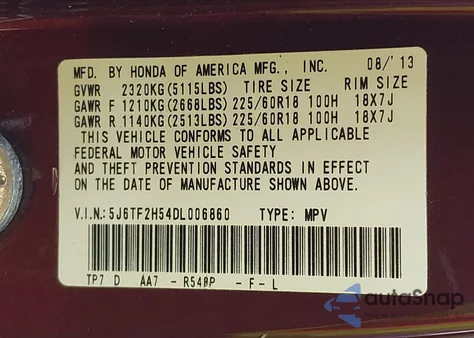 MFD. BY HONDA OF AMERICA MFG., INC. 08/'13
GVWR 2320KG(5115LBS) TIRE SIZE RIM SIZE
GAWR F 1210KG(2668LBS) 225/60R18 100H 18X7J
GAWR R 1140KG(2513LBS) 225/60R18 100H 18X7J
THIS VEHICLE CONFORMS TO ALL APPLICABLE
FEDERAL MOTOR VEHICLE SAFETY
AND THEFT PREVENTION STANDARDS IN EFFECT
ON THE DATE OF MANUFACTURE SHOWN ABOVE.
V.I.N.:5J6TF2H54DL006860 TYPE: MPV
TP7 D AA7 - R548P - F - L
autoSnap